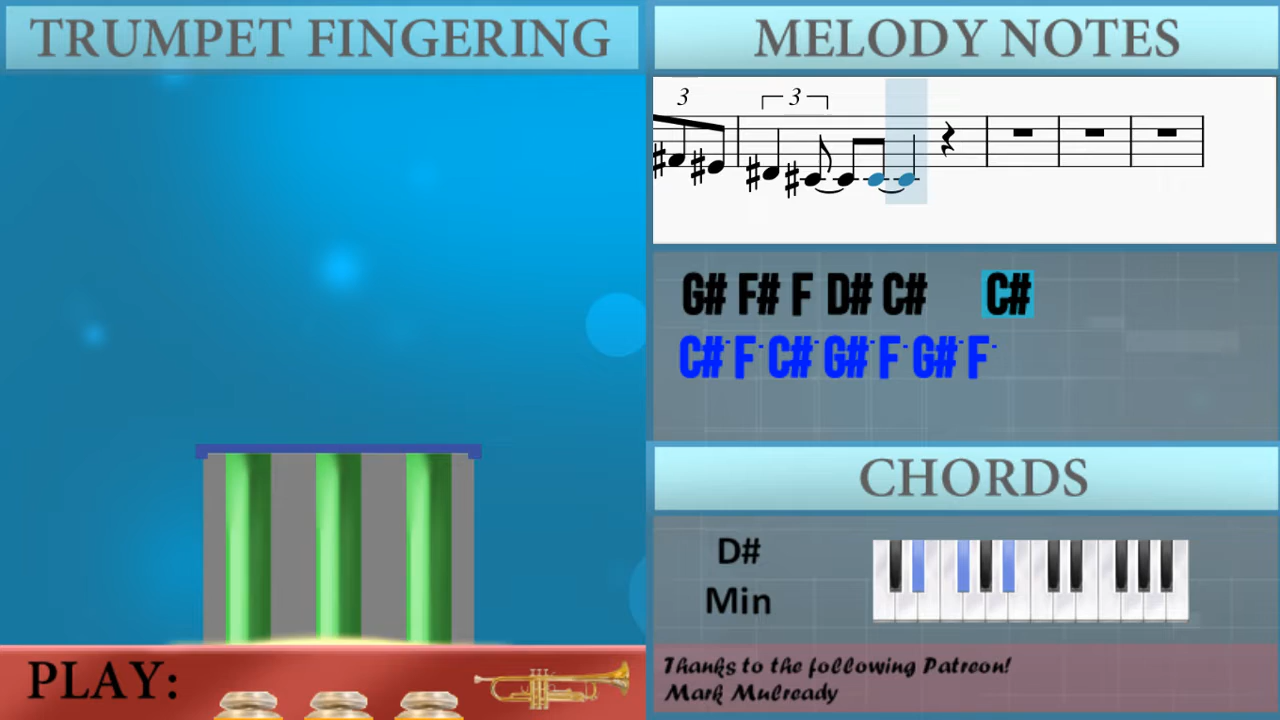 TRUMPET FINGERING
MELODY NOTES
3
3
G# F# F D# C# C#
C#- F- C#- G#- F- G#- F-
CHORDS
D#
Min
PLAY:
Thanks to the following Patreon!
Mark Mulready